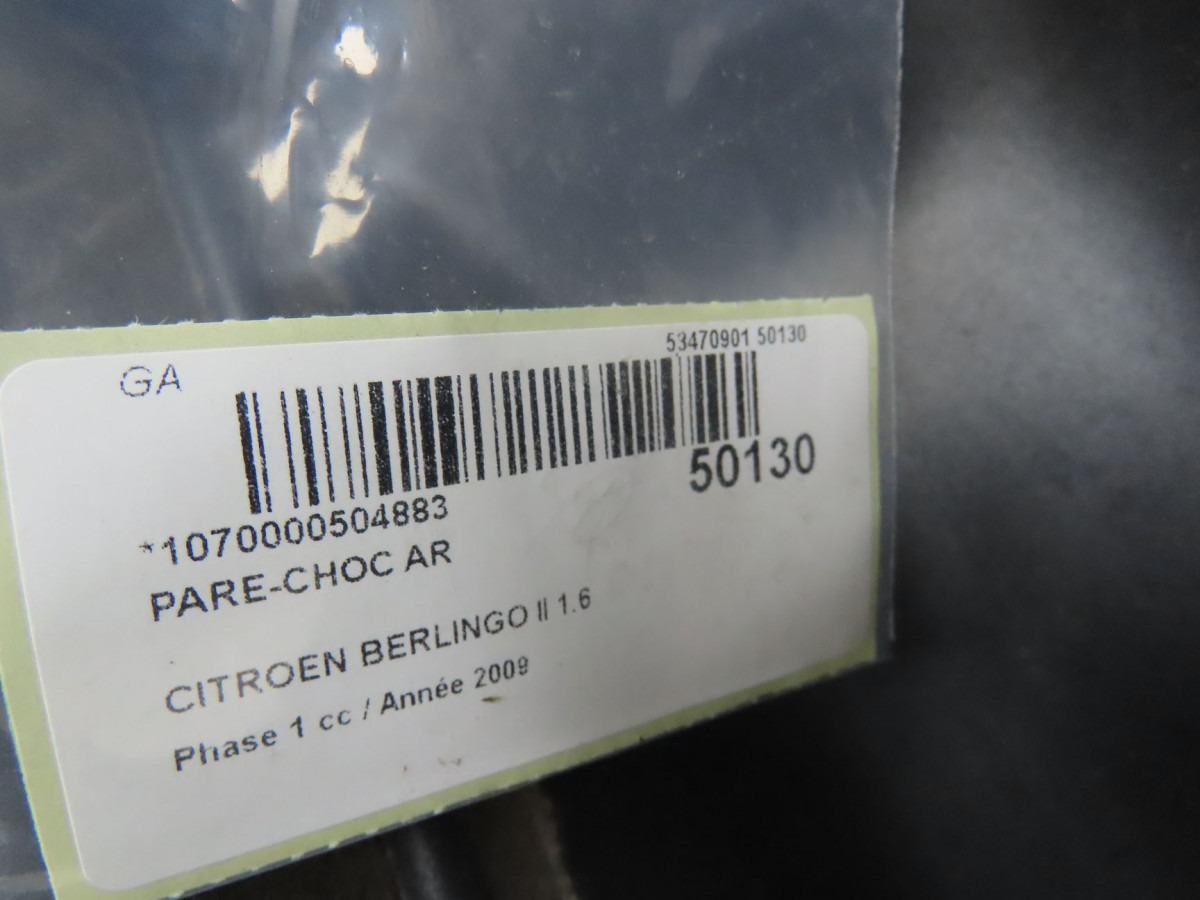 GA
53470901 50130
50130
*1070000504883
PARE-CHOC AR
CITROEN BERLINGO II 1.6
Phase 1 cc / Année 2009